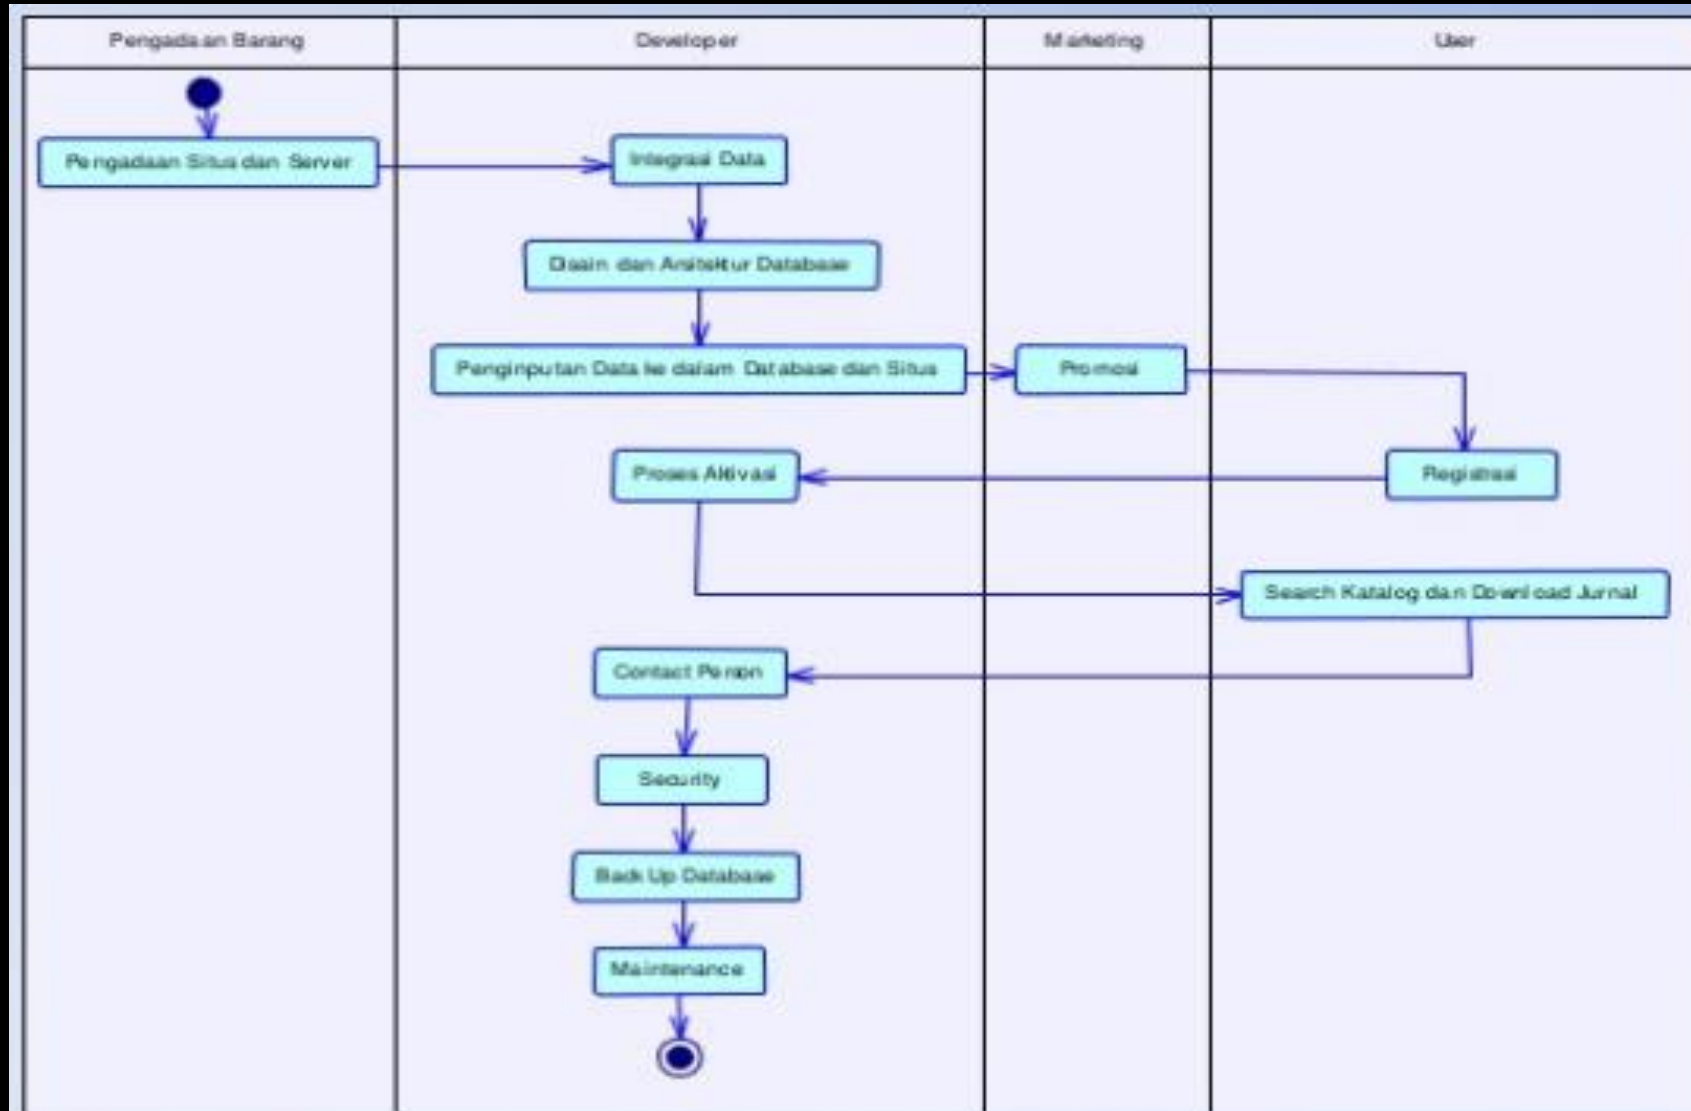 Pengadaan Barang
Developer
Marketing
User
Pengadaan Situs dan Server
Integrasi Data
Disain dan Arsitektur Database
Penginputan Data ke dalam Database dan Situs
Promosi
Proses Aktivasi
Registrasi
Search Katalog dan Download Jurnal
Contact Person
Security
Back Up Database
Maintenance